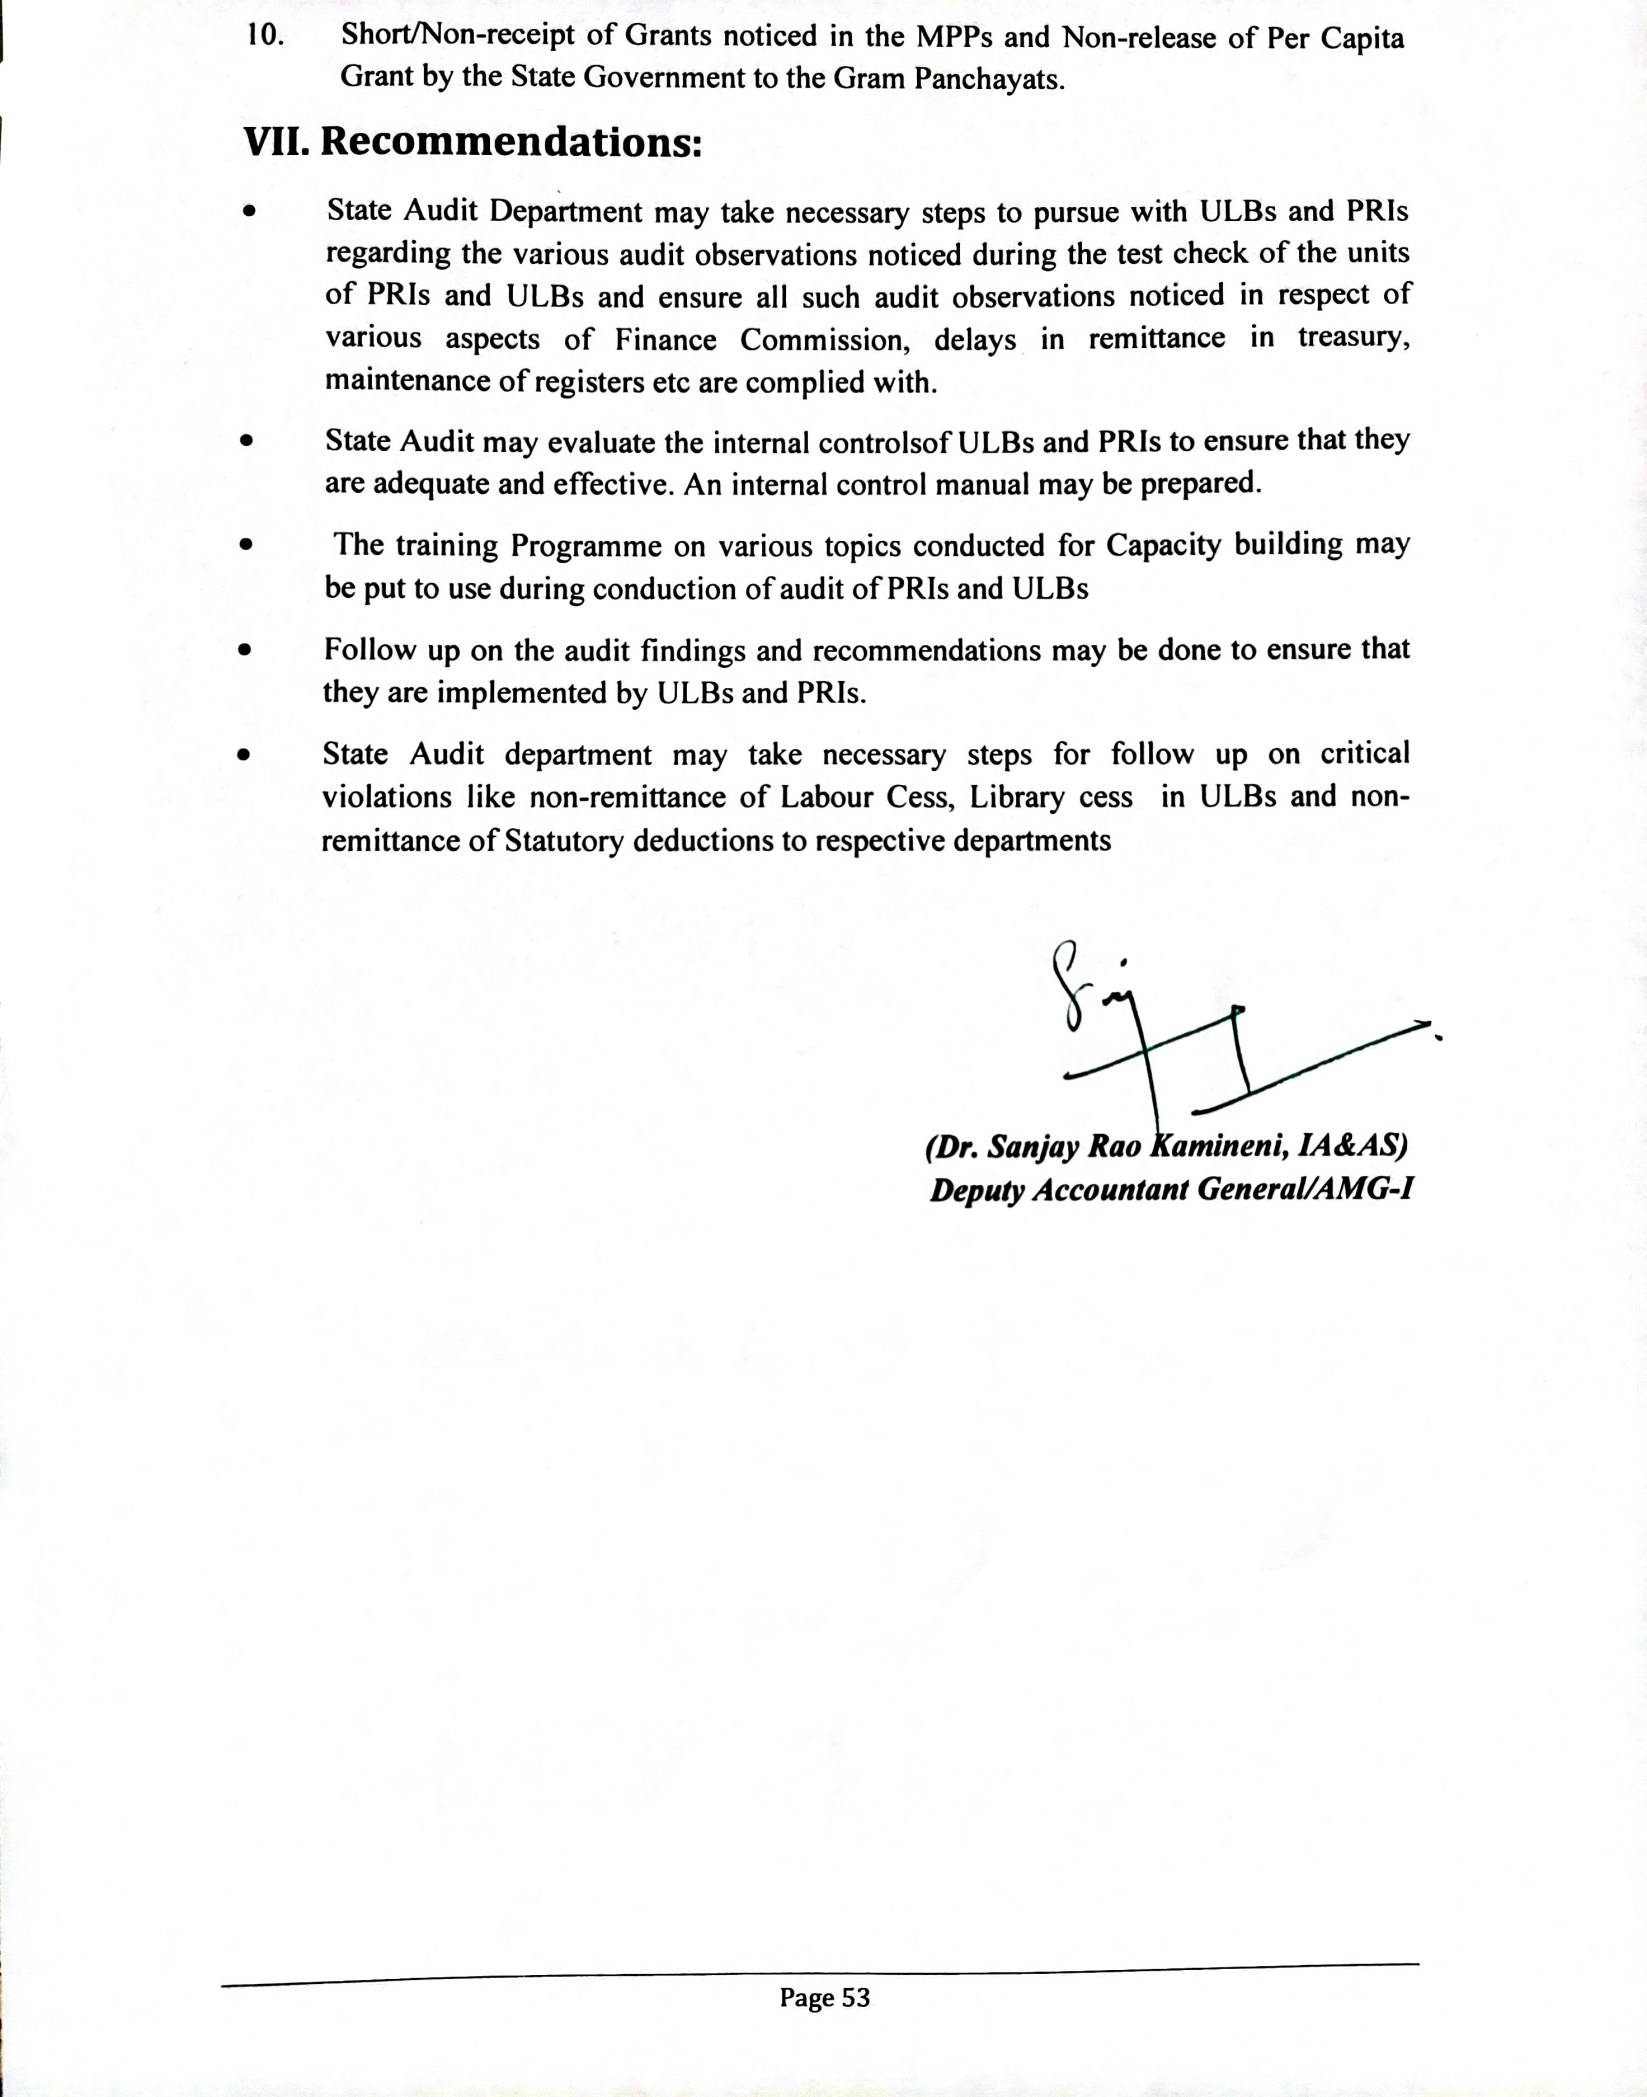 10. Short/Non-receipt of Grants noticed in the MPPs and Non-release of Per Capita
Grant by the State Government to the Gram Panchayats.
VII. Recommendations:
• State Audit Department may take necessary steps to pursue with ULBs and PRIs
regarding the various audit observations noticed during the test check of the units
of PRIs and ULBs and ensure all such audit observations noticed in respect of
various aspects of Finance Commission, delays in remittance in treasury,
maintenance of registers etc are complied with.
• State Audit may evaluate the internal controlsof ULBs and PRIs to ensure that they
are adequate and effective. An internal control manual may be prepared.
• The training Programme on various topics conducted for Capacity building may
be put to use during conduction of audit of PRIs and ULBs
• Follow up on the audit findings and recommendations may be done to ensure that
they are implemented by ULBs and PRIs.
• State Audit department may take necessary steps for follow up on critical
violations like non-remittance of Labour Cess, Library cess in ULBs and non-
remittance of Statutory deductions to respective departments
(Dr. Sanjay Rao Kamineni, IA&AS)
Deputy Accountant General/AMG-I
Page 53